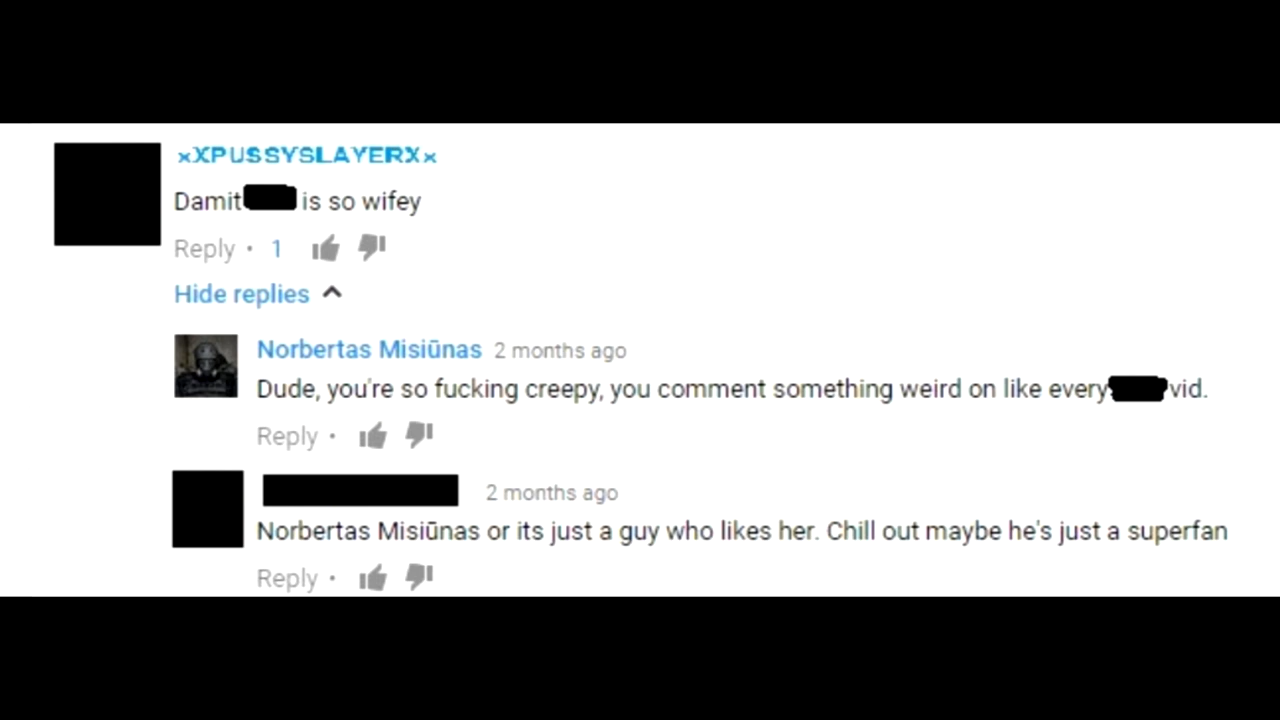 ×XPUSSYSLAYERX×
Damit is so wifey
Reply • 1
Hide replies
Norbertas Misiūnas 2 months ago
Dude, you're so fucking creepy, you comment something weird on like every vid.
Reply •
2 months ago
Norbertas Misiūnas or its just a guy who likes her. Chill out maybe he's just a superfan
Reply •